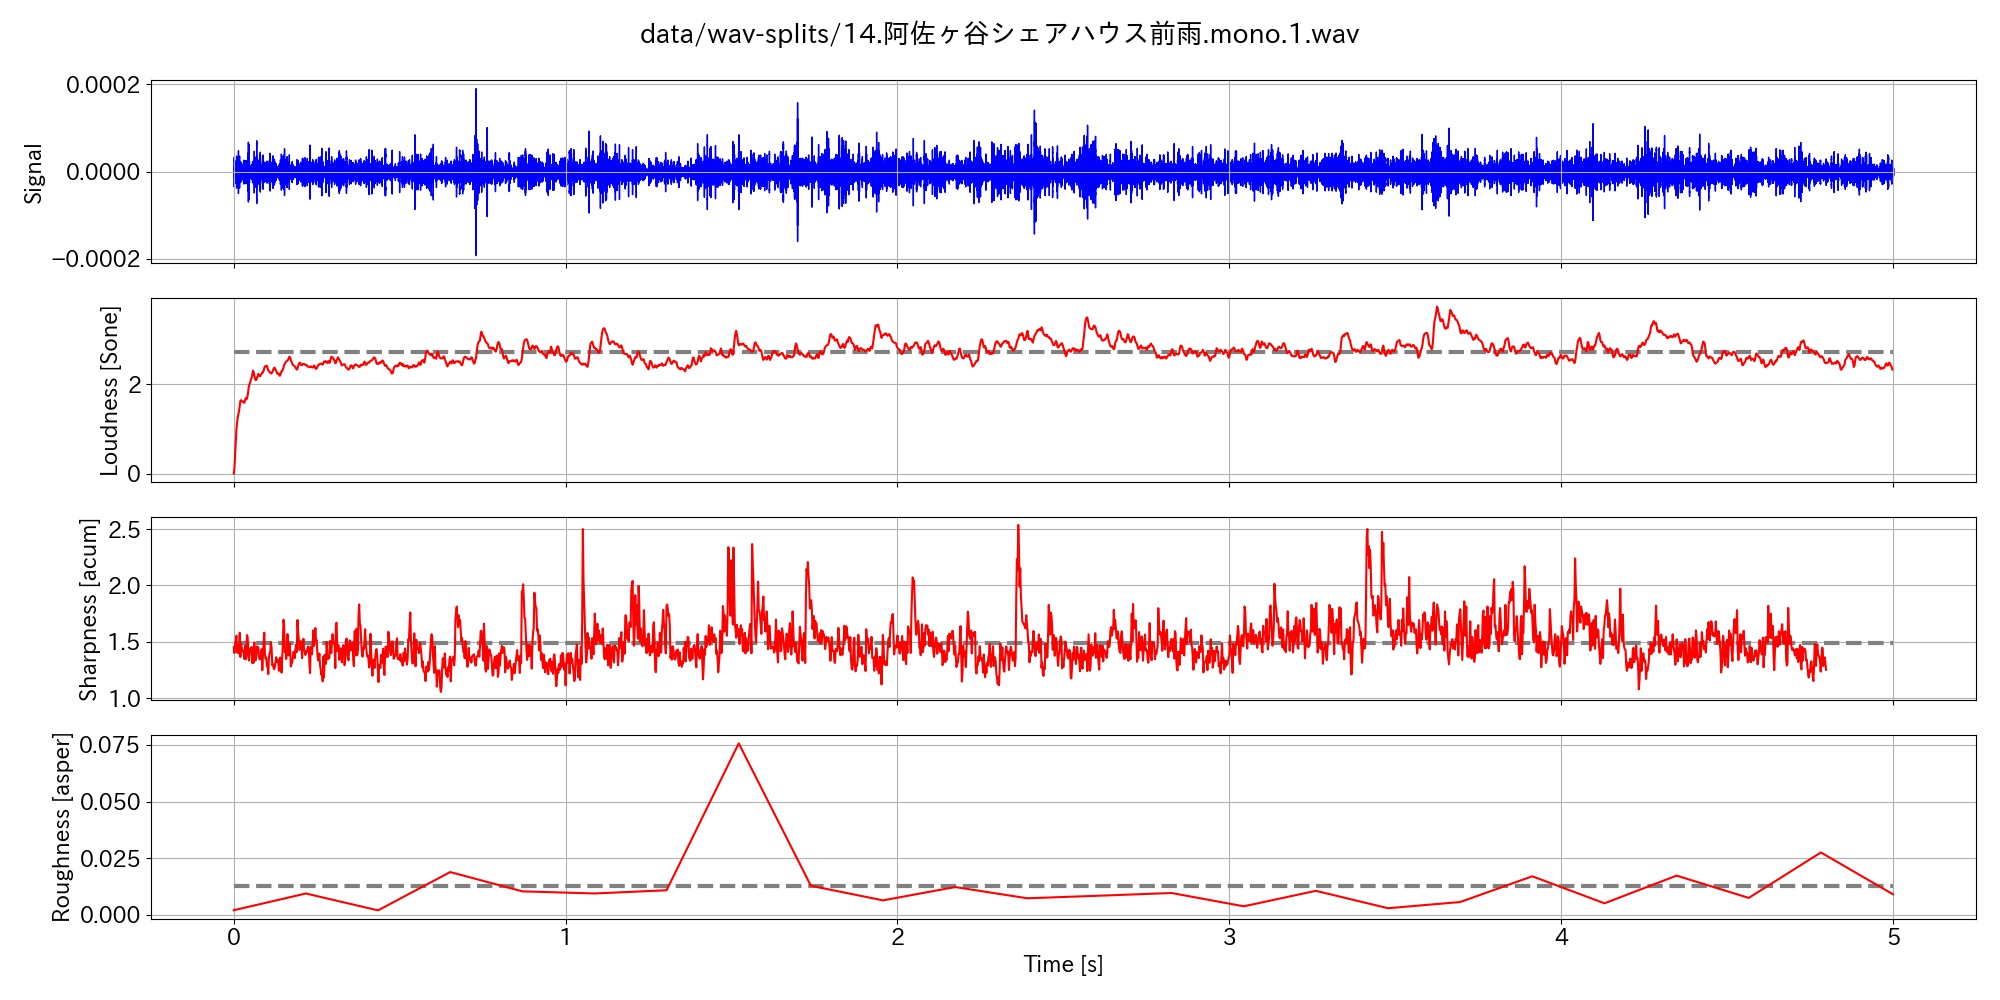 data/wav-splits/14.阿佐ヶ谷シェアハウス前雨.mono.1.wav
Signal
0.0002
0.0000
−0.0002
Loudness [Sone]
2
0
Sharpness [acum]
2.5
2.0
1.5
1.0
Roughness [asper]
0.075
0.050
0.025
0.000
0 1 2 3 4 5
Time [s]